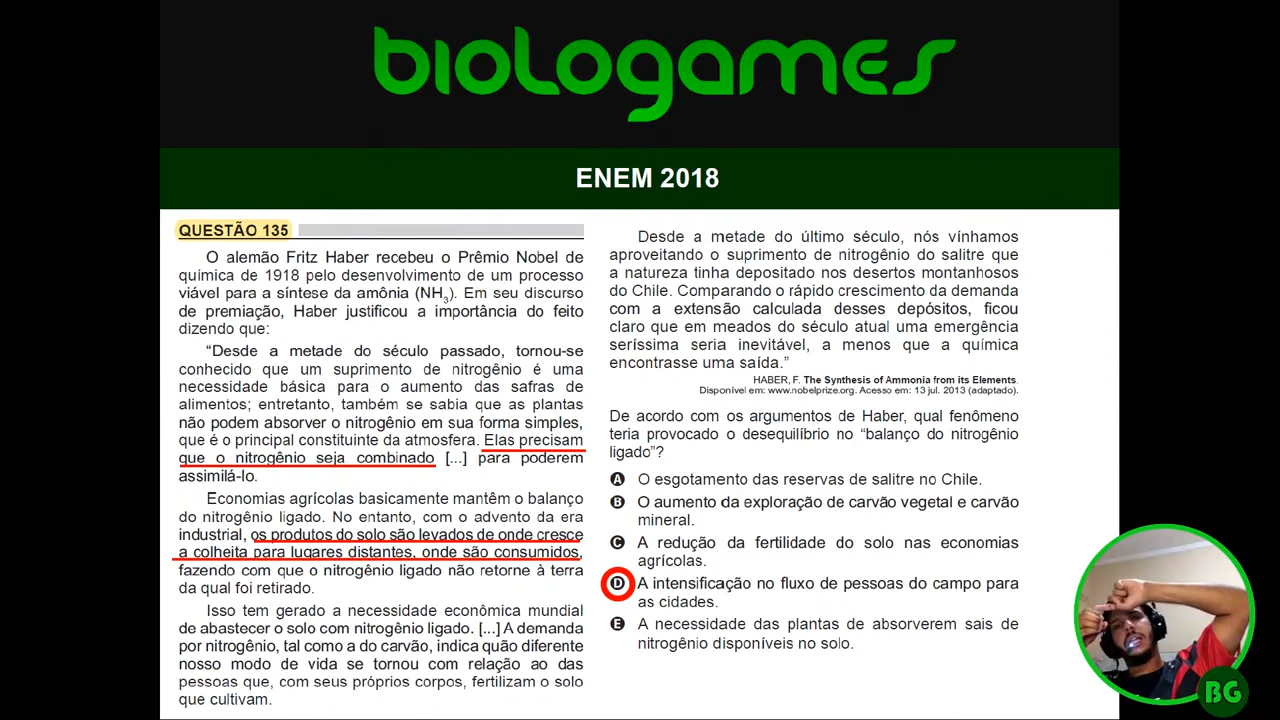 biologames
ENEM 2018
QUESTÃO 135
O alemão Fritz Haber recebeu o Prêmio Nobel de
química de 1918 pelo desenvolvimento de um processo
viável para a síntese da amônia (NH3). Em seu discurso
de premiação, Haber justificou a importância do feito
dizendo que:
“Desde a metade do século passado, tornou-se
conhecido que um suprimento de nitrogênio é uma
necessidade básica para o aumento das safras de
alimentos; entretanto, também se sabia que as plantas
não podem absorver o nitrogênio em sua forma simples,
que é o principal constituinte da atmosfera. Elas precisam
que o nitrogênio seja combinado [...] para poderem
assimilá-lo.
Economias agrícolas basicamente mantêm o balanço
do nitrogênio ligado. No entanto, com o advento da era
industrial, os produtos do solo são levados de onde cresce
a colheita para lugares distantes, onde são consumidos,
fazendo com que o nitrogênio ligado não retorne à terra
da qual foi retirado.
Isso tem gerado a necessidade econômica mundial
de abastecer o solo com nitrogênio ligado. [...] A demanda
por nitrogênio, tal como a do carvão, indica quão diferente
nosso modo de vida se tornou com relação ao das
pessoas que, com seus próprios corpos, fertilizam o solo
que cultivam.
Desde a metade do último século, nós vínhamos
aproveitando o suprimento de nitrogênio do salitre que
a natureza tinha depositado nos desertos montanhosos
do Chile. Comparando o rápido crescimento da demanda
com a extensão calculada desses depósitos, ficou
claro que em meados do século atual uma emergência
seríssima seria inevitável, a menos que a química
encontrasse uma saída.”
HABER, F. The Synthesis of Ammonia from its Elements.
Disponível em: www.nobelprize.org. Acesso em: 13 jul. 2013 (adaptado).
De acordo com os argumentos de Haber, qual fenômeno
teria provocado o desequilíbrio no “balanço do nitrogênio
ligado”?
A O esgotamento das reservas de salitre no Chile.
B O aumento da exploração de carvão vegetal e carvão
mineral.
C A redução da fertilidade do solo nas economias
agrícolas.
D A intensificação no fluxo de pessoas do campo para
as cidades.
E A necessidade das plantas de absorverem sais de
nitrogênio disponíveis no solo.
BG